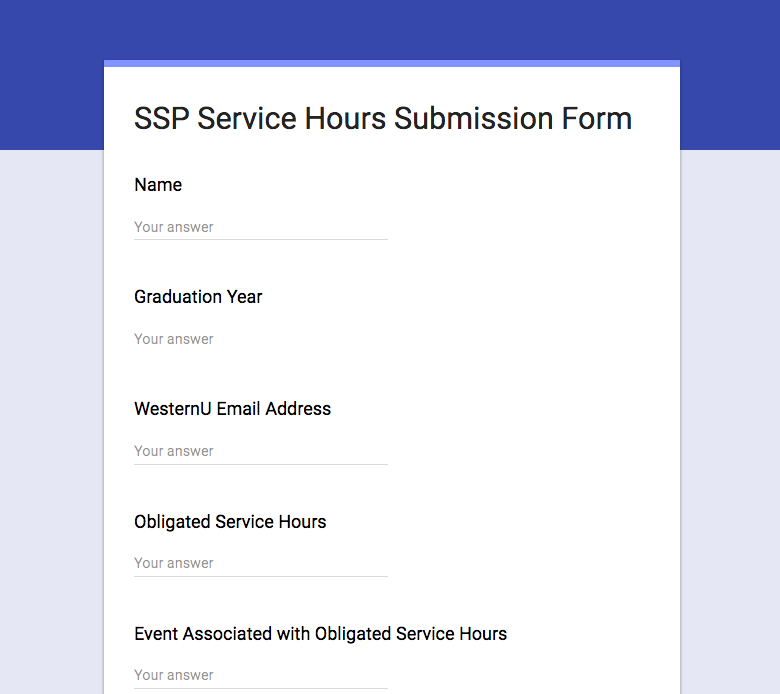 SSP Service Hours Submission Form
Name
Your answer
Graduation Year
Your answer
WesternU Email Address
Your answer
Obligated Service Hours
Your answer
Event Associated with Obligated Service Hours
Your answer